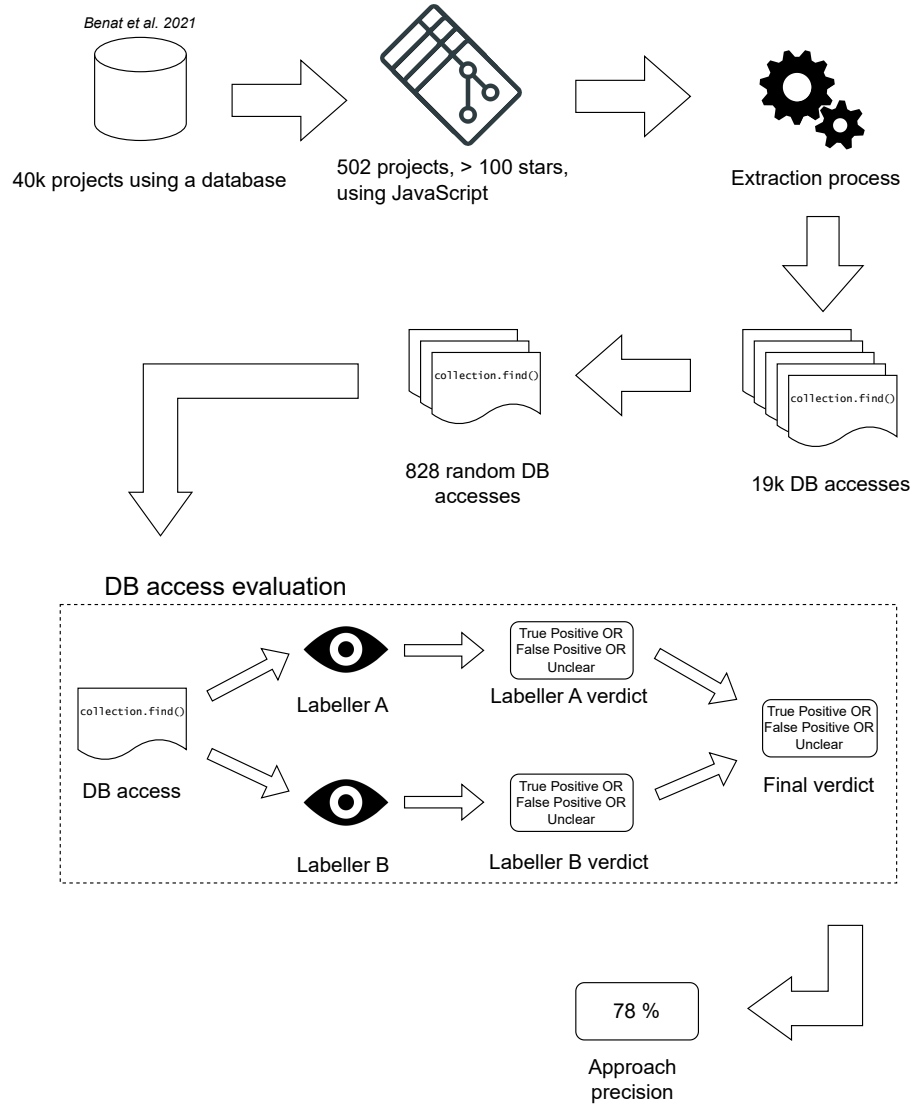 Benat et al. 2021
40k projects using a database
502 projects, > 100 stars,
using JavaScript
Extraction process
collection.find()
collection.find()
828 random DB
accesses
19k DB accesses
DB access evaluation
True Positive OR
False Positive OR
Unclear
Labeller A
Labeller A verdict
collection.find()
True Positive OR
False Positive OR
Unclear
DB access
Final verdict
True Positive OR
False Positive OR
Unclear
Labeller B
Labeller B verdict
78 %
Approach
precision